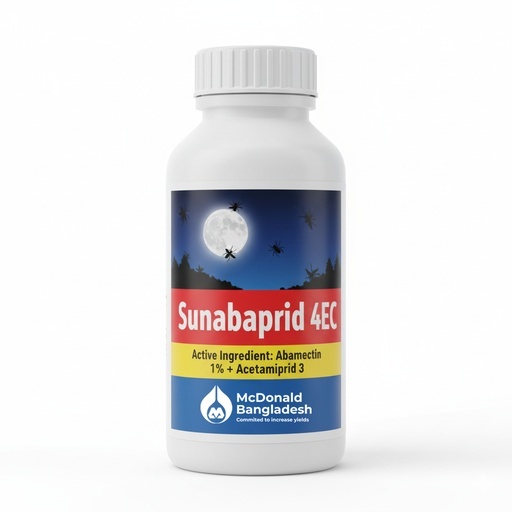 Sunabaprid 4EC
Active Ingredient: Abamectin
1% + Acetamiprid 3
McDonald
Bangladesh
Commited to increase yields